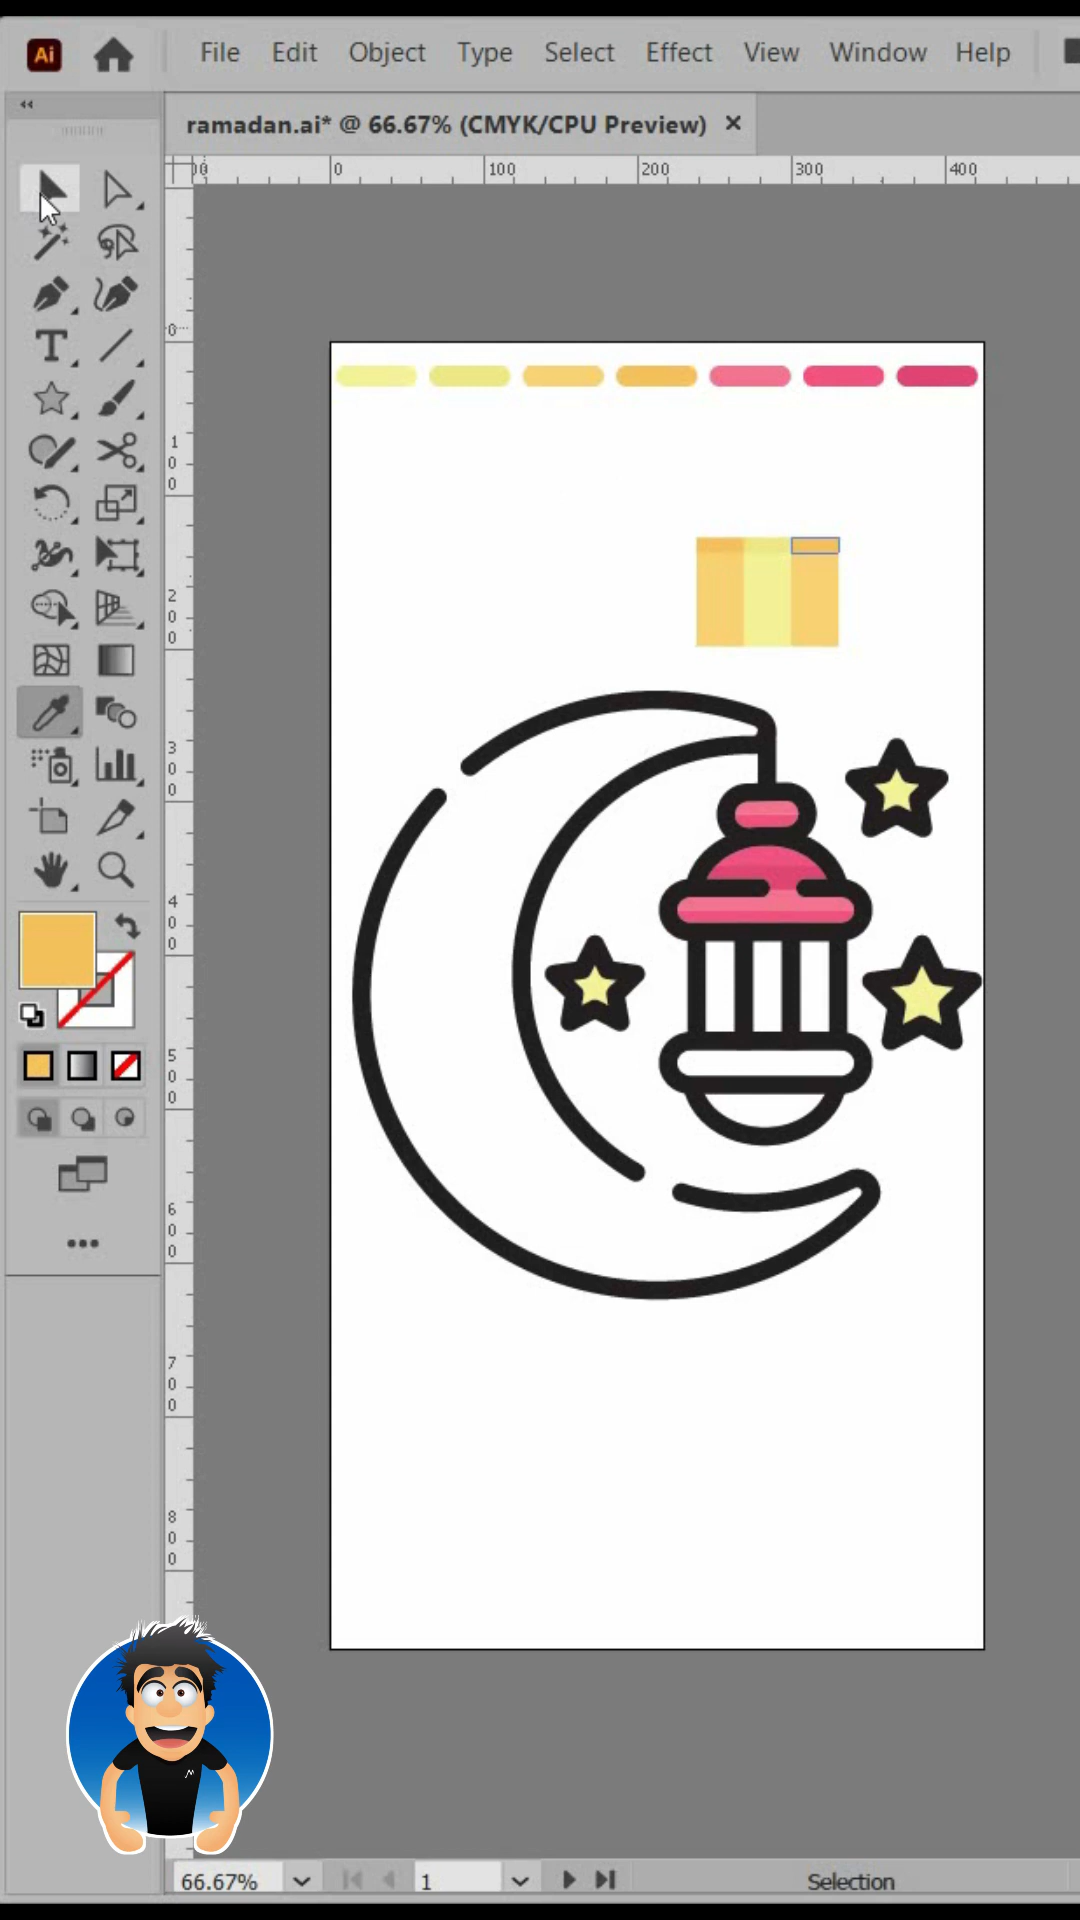 Ai File Edit Object Type Select Effect View Window Help
ramadan.ai* @ 66.67% (CMYK/CPU Preview) ×
0 100 200 300 400
0
100
200
300
400
500
600
700
800
66.67% 1 Selection